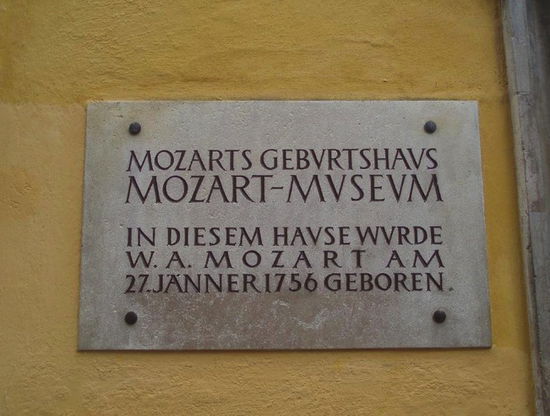 MOZARTS GEBVRTSHAVS
MOZART-MVSEVM
IN DIESEM HAVSE WVRDE
W. A. MOZART AM
27. JÄNNER 1756 GEBOREN.